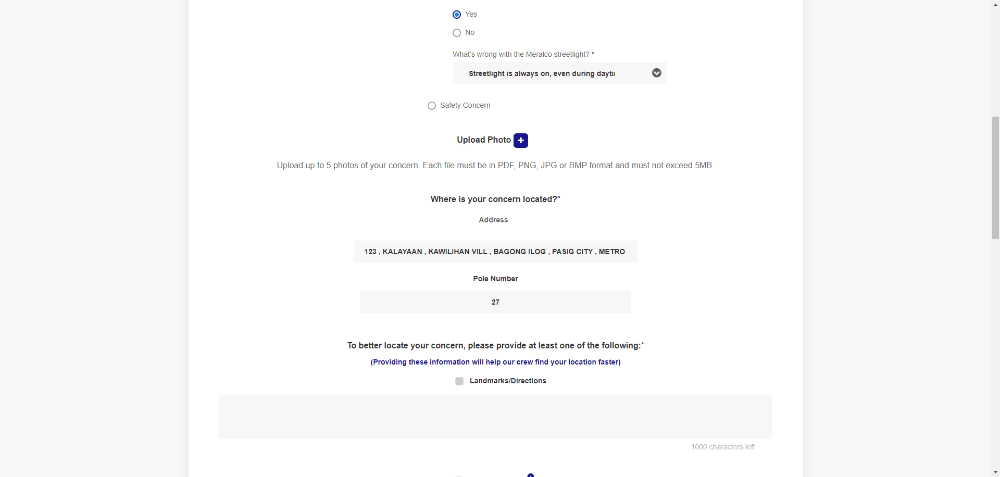 Yes
No
What's wrong with the Meralco streetlight? *
Streetlight is always on, even during
Safety Concern
Upload Photo
Upload up to 5 photos of your concern. Each file must be in PDF, PNG, JPG or BMP format and must not exceed 5MB.
Where is your concern located?*
Address
123 , KALAYAAN , KAWILIHAN VILL , BAGONG ILOG , PASIG CITY , METRO
Pole Number
27
To better locate your concern, please provide at least one of the following:*
(Providing these information will help our crew find your location faster)
Landmarks/Directions
1000 characters left